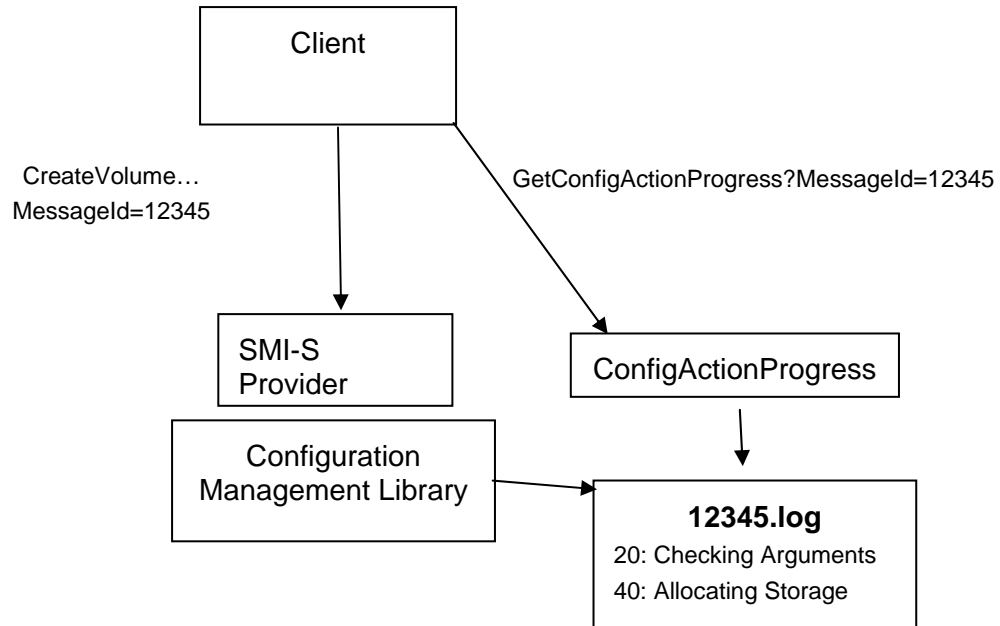 Client
CreateVolume…
MessageId=12345
GetConfigActionProgress?MessageId=12345
SMI-S
Provider
ConfigActionProgress
Configuration
Management Library
12345.log
20: Checking Arguments
40: Allocating Storage